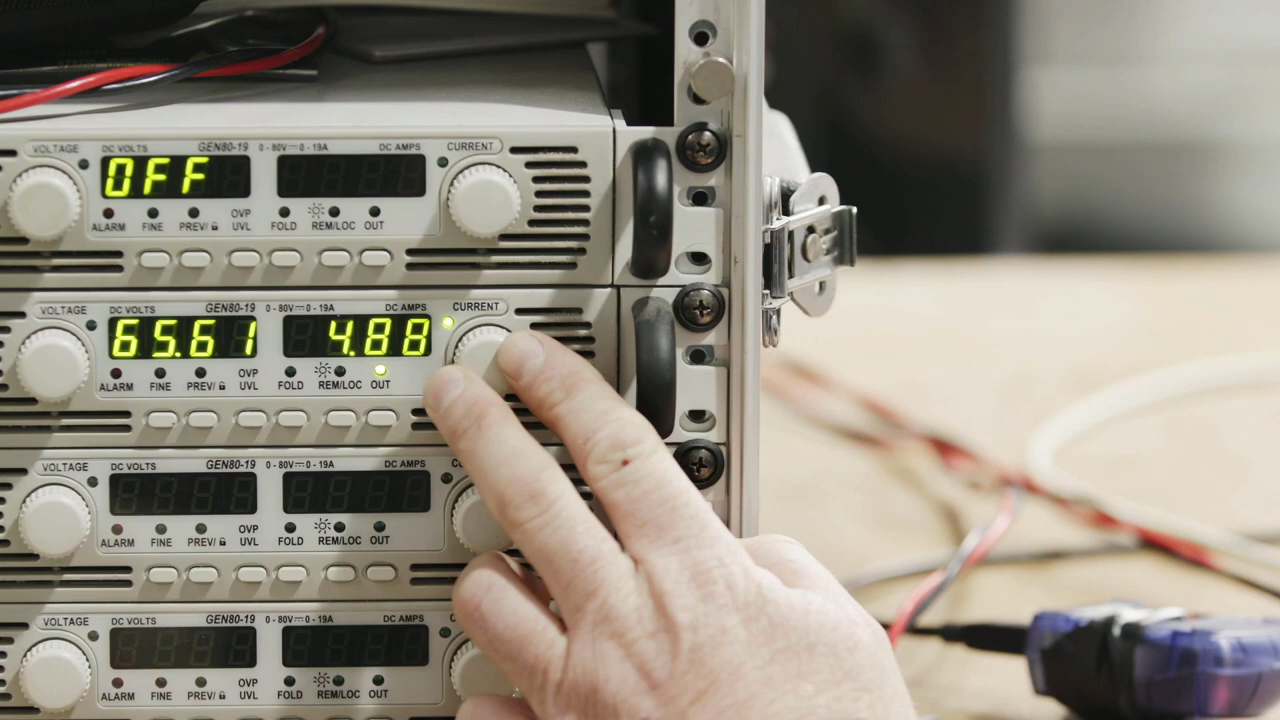 VOLTAGE DC VOLTS GEN80-19 0 - 80V⎓0 - 19A DC AMPS CURRENT
OFF
ALARM FINE PREV/ OVP UVL FOLD REM/LOC OUT
VOLTAGE DC VOLTS GEN80-19 0 - 80V⎓0 - 19A DC AMPS CURRENT
65.61 4.88
ALARM FINE PREV/ OVP UVL FOLD REM/LOC OUT
VOLTAGE DC VOLTS GEN80-19 0 - 80V⎓0 - 19A DC AMPS
ALARM FINE PREV/ OVP UVL FOLD REM/LOC OUT
VOLTAGE DC VOLTS GEN80-19 0 - 80V⎓0 - 19A DC AMPS
ALARM FINE PREV/ OVP UVL FOLD REM/LOC OUT